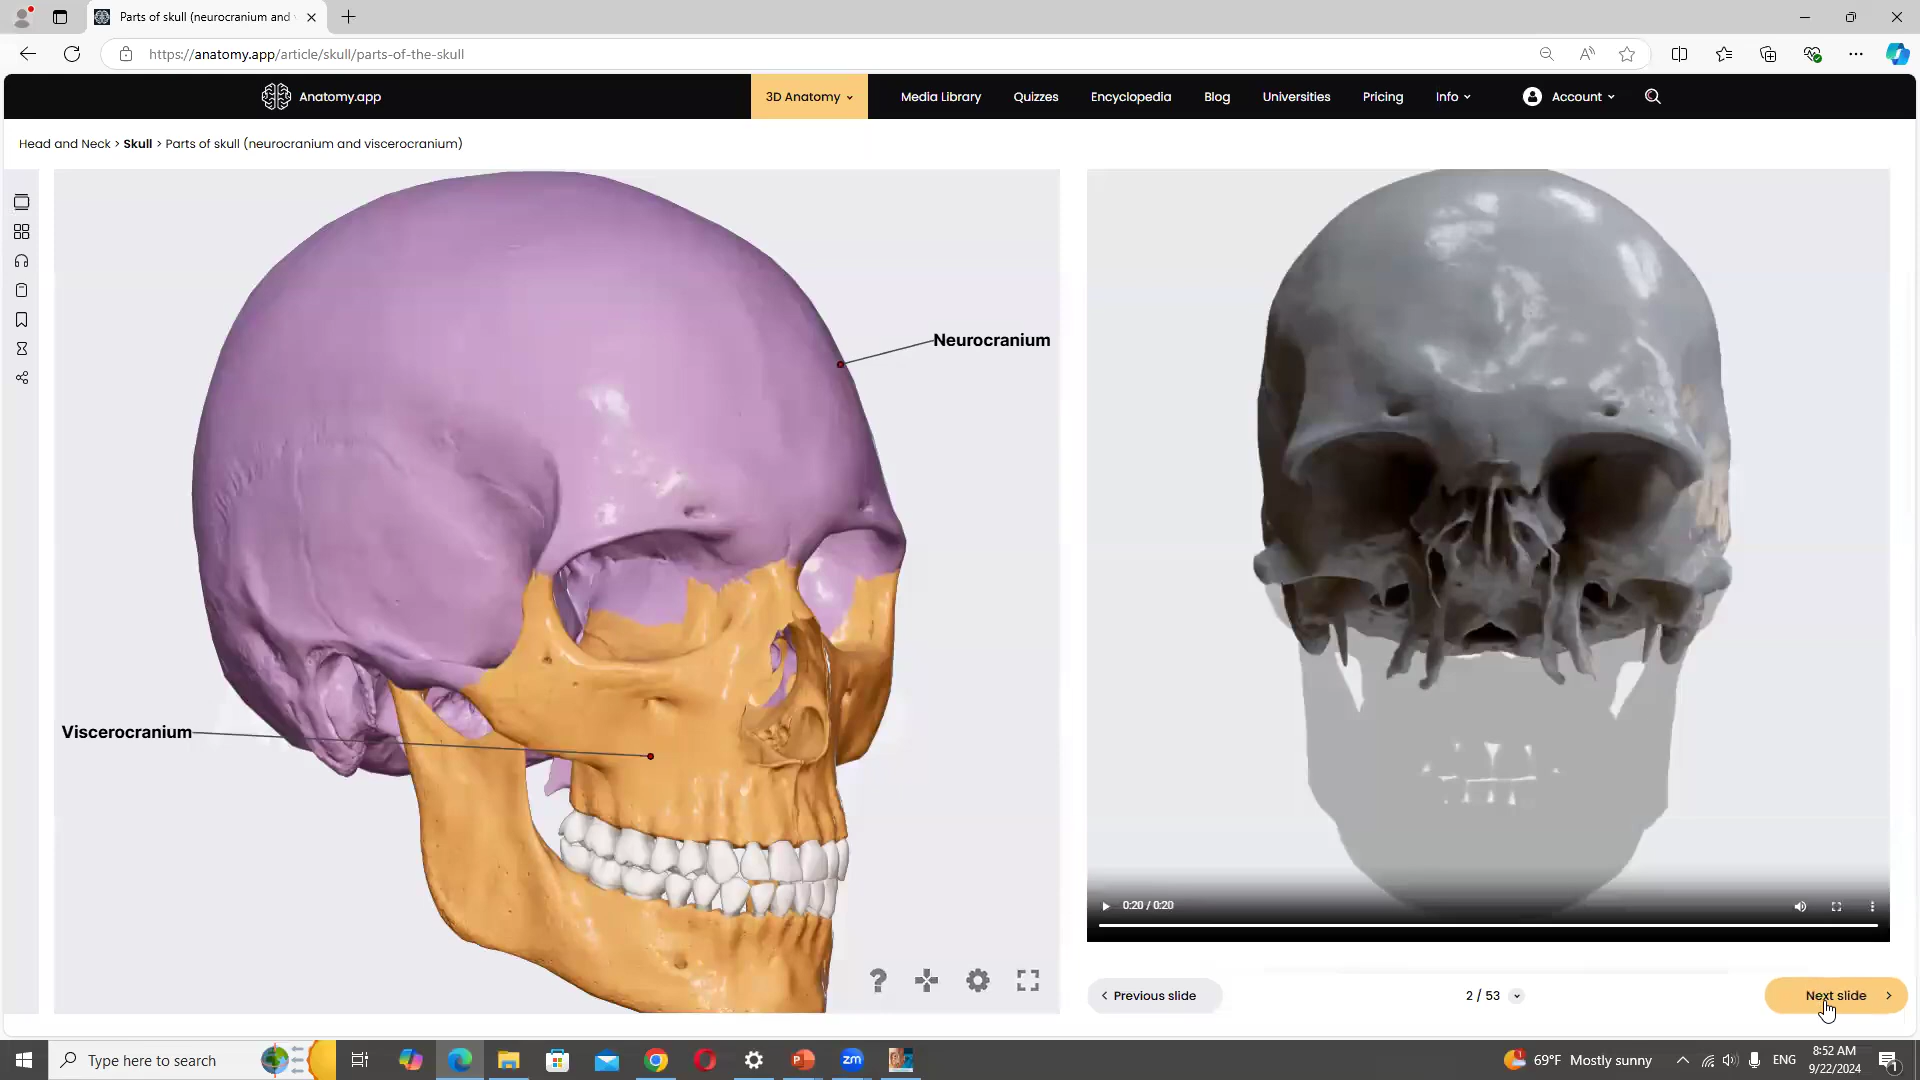 Parts of skull (neurocranium and
https://anatomy.app/article/skull/parts-of-the-skull
Anatomy.app
3D Anatomy
Media Library
Quizzes
Encyclopedia
Blog
Universities
Pricing
Info
Account
Head and Neck > Skull > Parts of skull (neurocranium and viscerocranium)
Neurocranium
Viscerocranium
0:20 / 0:20
Previous slide
2 / 53
Next slide
Type here to search
69°F Mostly sunny
ENG
8:52 AM
9/22/2024